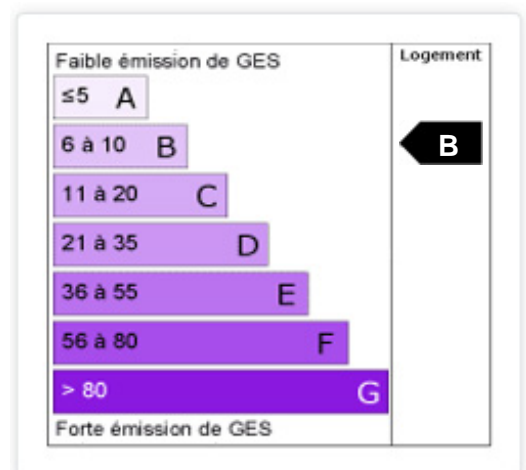 Faible émission de GES
Logement
≤5 A
6 à 10 B
B
11 à 20 C
21 à 35 D
36 à 55 E
56 à 80 F
> 80 G
Forte émission de GES